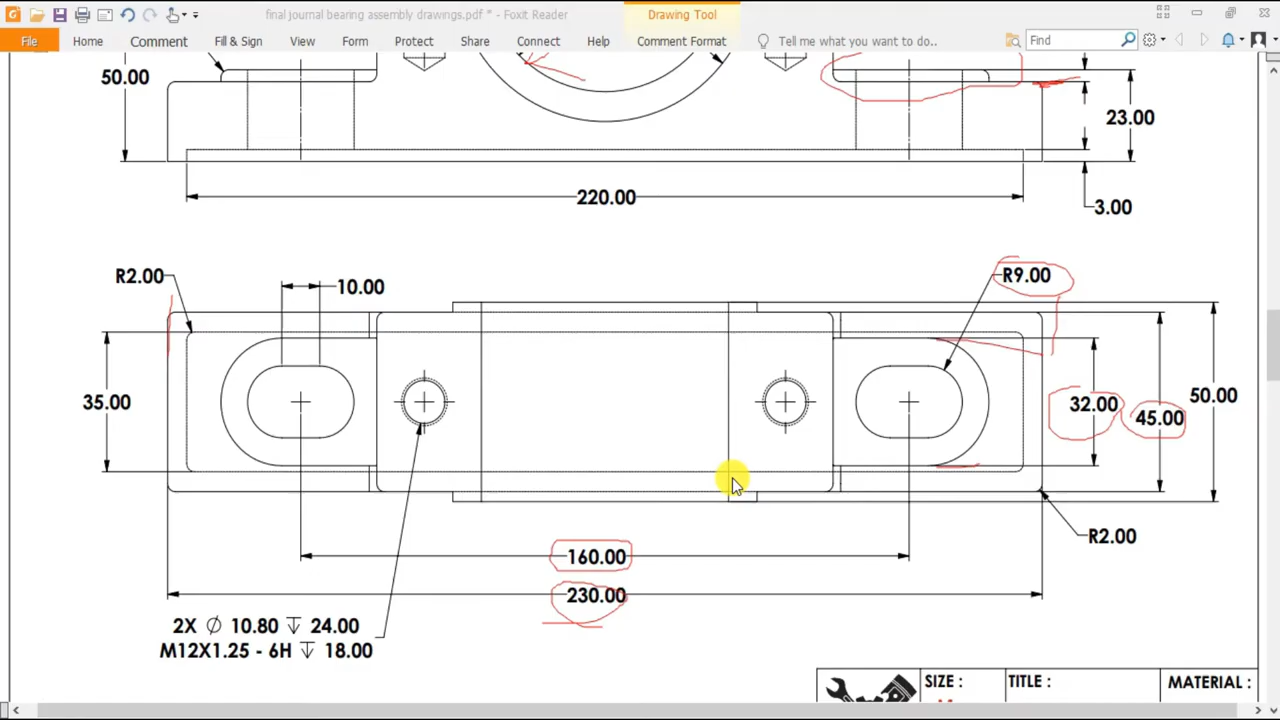 final journal bearing assembly drawings.pdf * - Foxit Reader
Drawing Tool
File Home Comment Fill & Sign View Form Protect Share Connect Help Comment Format Tell me what you want to do.. Find
50.00
23.00
220.00
3.00
R2.00
10.00
R9.00
35.00
32.00
45.00
50.00
R2.00
160.00
230.00
2X ∅ 10.80 ↧ 24.00
M12X1.25 - 6H ↧ 18.00
SIZE :
TITLE :
MATERIAL :